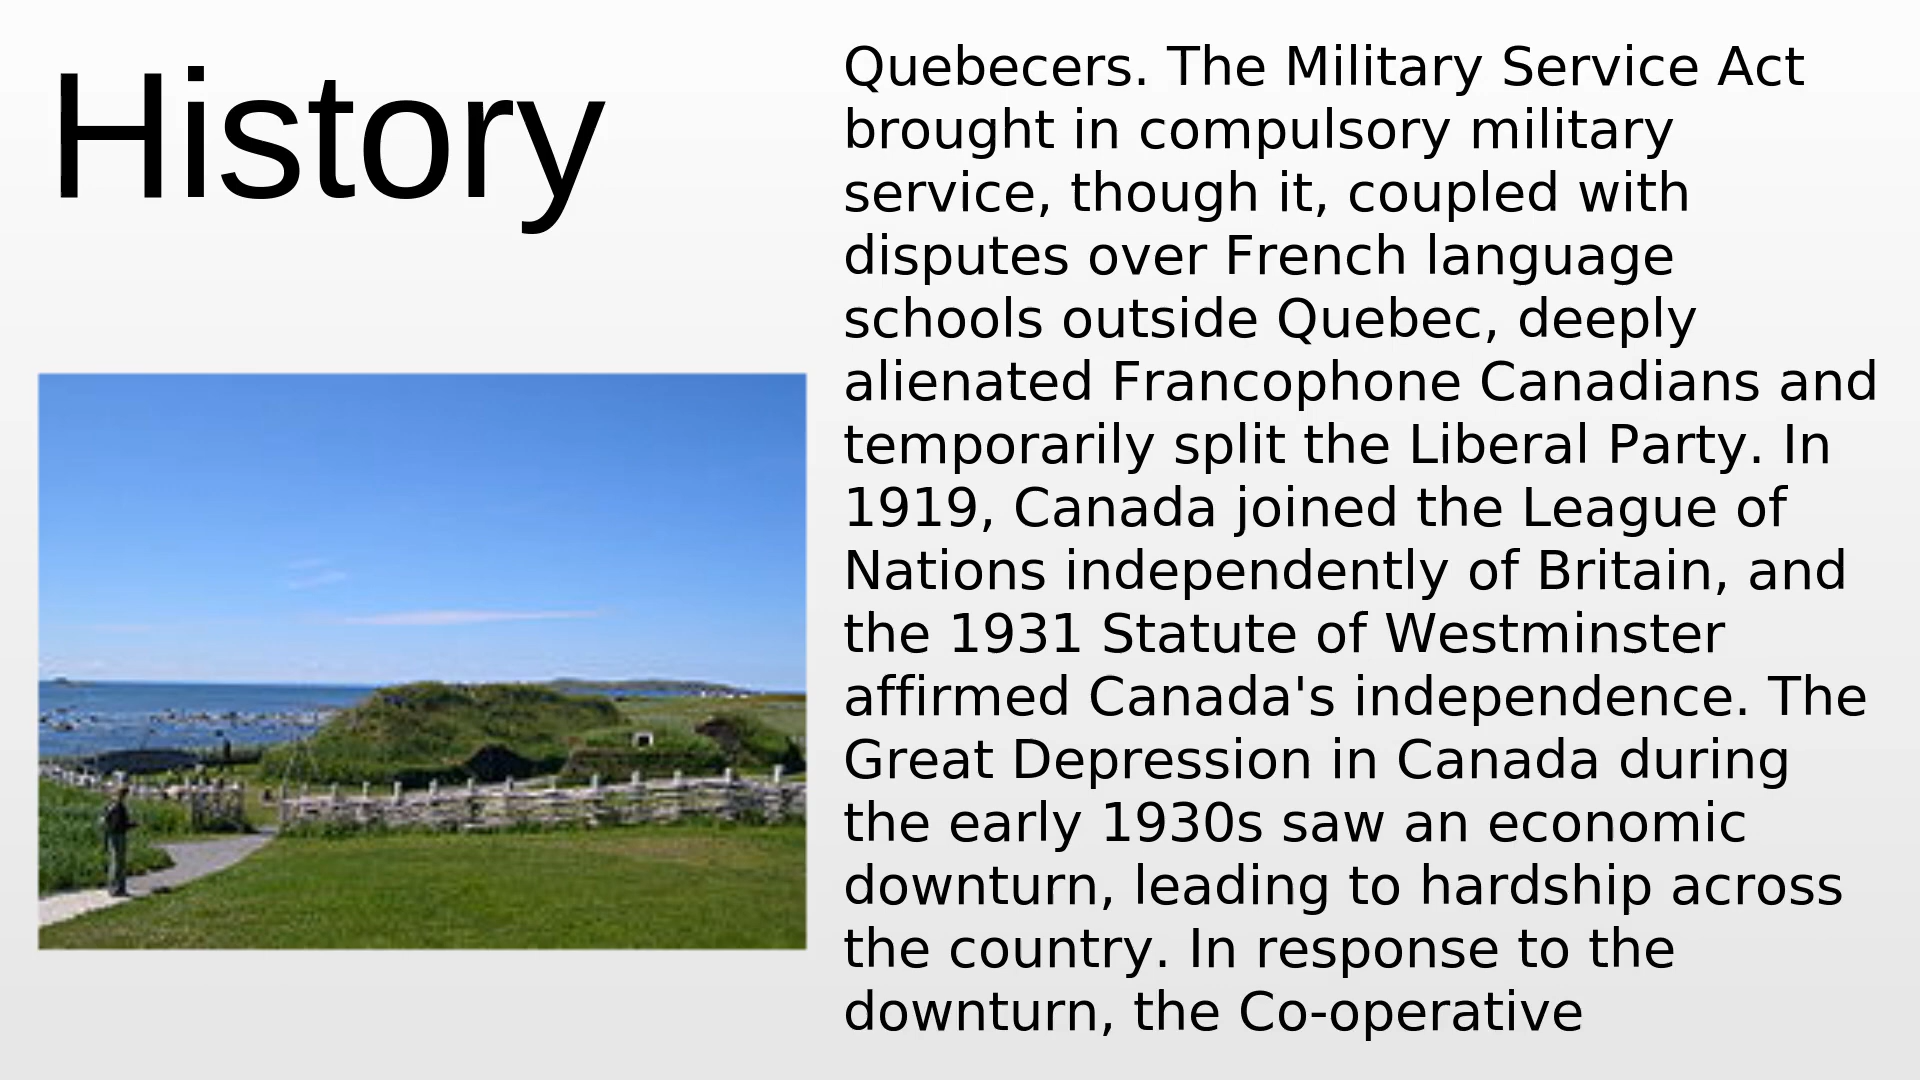 History
Quebecers. The Military Service Act
brought in compulsory military
service, though it, coupled with
disputes over French language
schools outside Quebec, deeply
alienated Francophone Canadians and
temporarily split the Liberal Party. In
1919, Canada joined the League of
Nations independently of Britain, and
the 1931 Statute of Westminster
affirmed Canada's independence. The
Great Depression in Canada during
the early 1930s saw an economic
downturn, leading to hardship across
the country. In response to the
downturn, the Co-operative